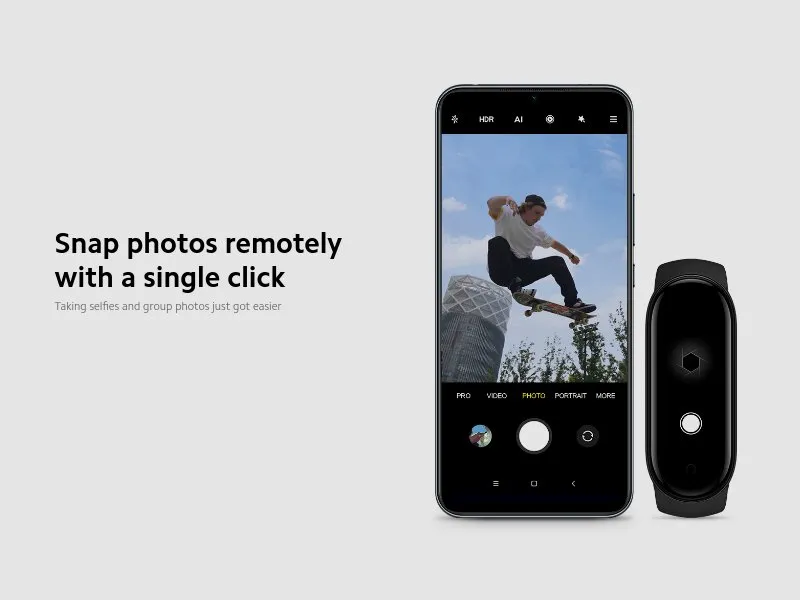 Snap photos remotely
with a single click
Taking selfies and group photos just got easier
HDR AI
PRO VIDEO PHOTO PORTRAIT MORE